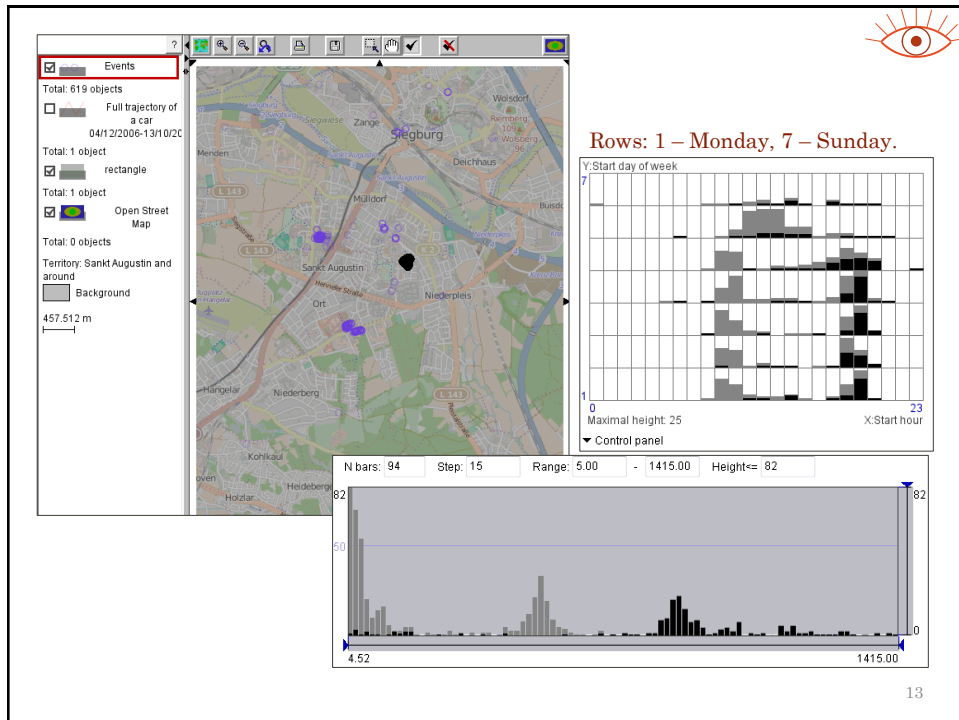 ?
Events
Total: 619 objects
Full trajectory of
a car
04/12/2006-13/10/20
Total: 1 object
rectangle
Total: 1 object
Open Street
Map
Total: 0 objects
Territory: Sankt Augustin and
around
Background
457.512 m
Wolsdorf
Zange
Siegburg
Deichhaus
Menden
L 143
Mülldorf
Sankt Augustin
Niederpleis
Ort
L 143
Hangelar
Niederberg
Kohlkaul
Holzlar
Rows: 1 – Monday, 7 – Sunday.
Y:Start day of week
7
1
0
23
Maximal height: 25
X:Start hour
Control panel
N bars: 94 Step: 15 Range: 5.00 - 1415.00 Height<= 82
82
82
50
0
4.52
1415.00
13